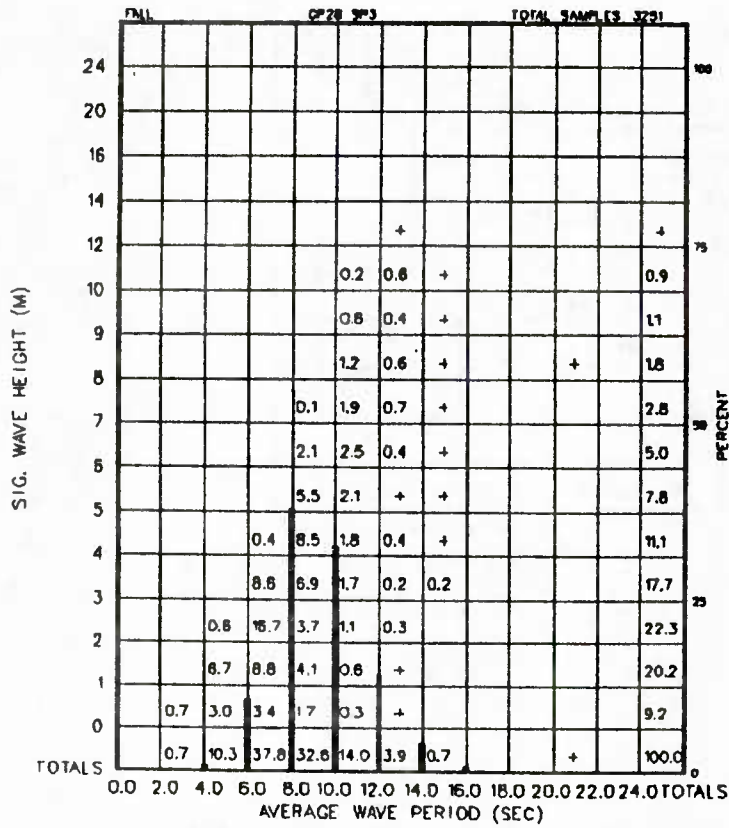 FALL GP28 SP3 TOTAL SAMPLES 3291
24
100
20
18
16
14
+ +
12
75
0.2 0.6 + 0.9
10
0.8 0.4 + 1.1
9
1.2 0.6 + + 1.8
8
0.1 1.9 0.7 + 2.8
7
50
2.1 2.5 0.4 + 5.0
6
5.5 2.1 + + 7.8
5
0.4 8.5 1.8 0.4 + 11.1
4
8.6 6.9 1.7 0.2 0.2 17.7
3
25
0.6 16.7 3.7 1.1 0.3 22.3
2
6.7 8.8 4.1 0.6 + 20.2
1
0.7 3.0 3.4 1.7 0.3 + 9.2
0
0.7 10.3 37.8 32.6 14.0 3.9 0.7 + 100.0
TOTALS
0
0.0 2.0 4.0 6.0 8.0 10.0 12.0 14.0 16.0 18.0 20.0 22.0 24.0 TOTALS
AVERAGE WAVE PERIOD (SEC)
SIG. WAVE HEIGHT (M)
PERCENT